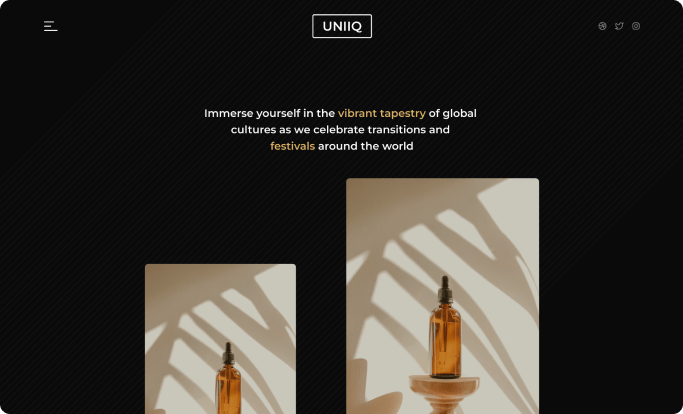 UNIIQ
Immerse yourself in the vibrant tapestry of global
cultures as we celebrate transitions and
festivals around the world